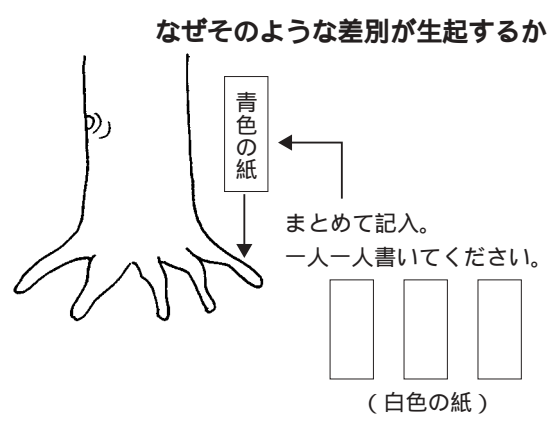 なぜそのような差別が生起するか
青色の紙
まとめて記入。
一人一人書いてください。
(白色の紙)